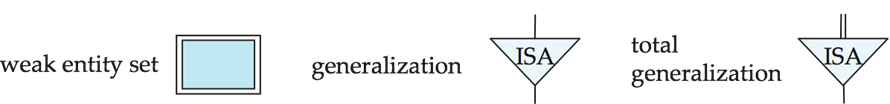 weak entity set
generalization
ISA
total
generalization
ISA